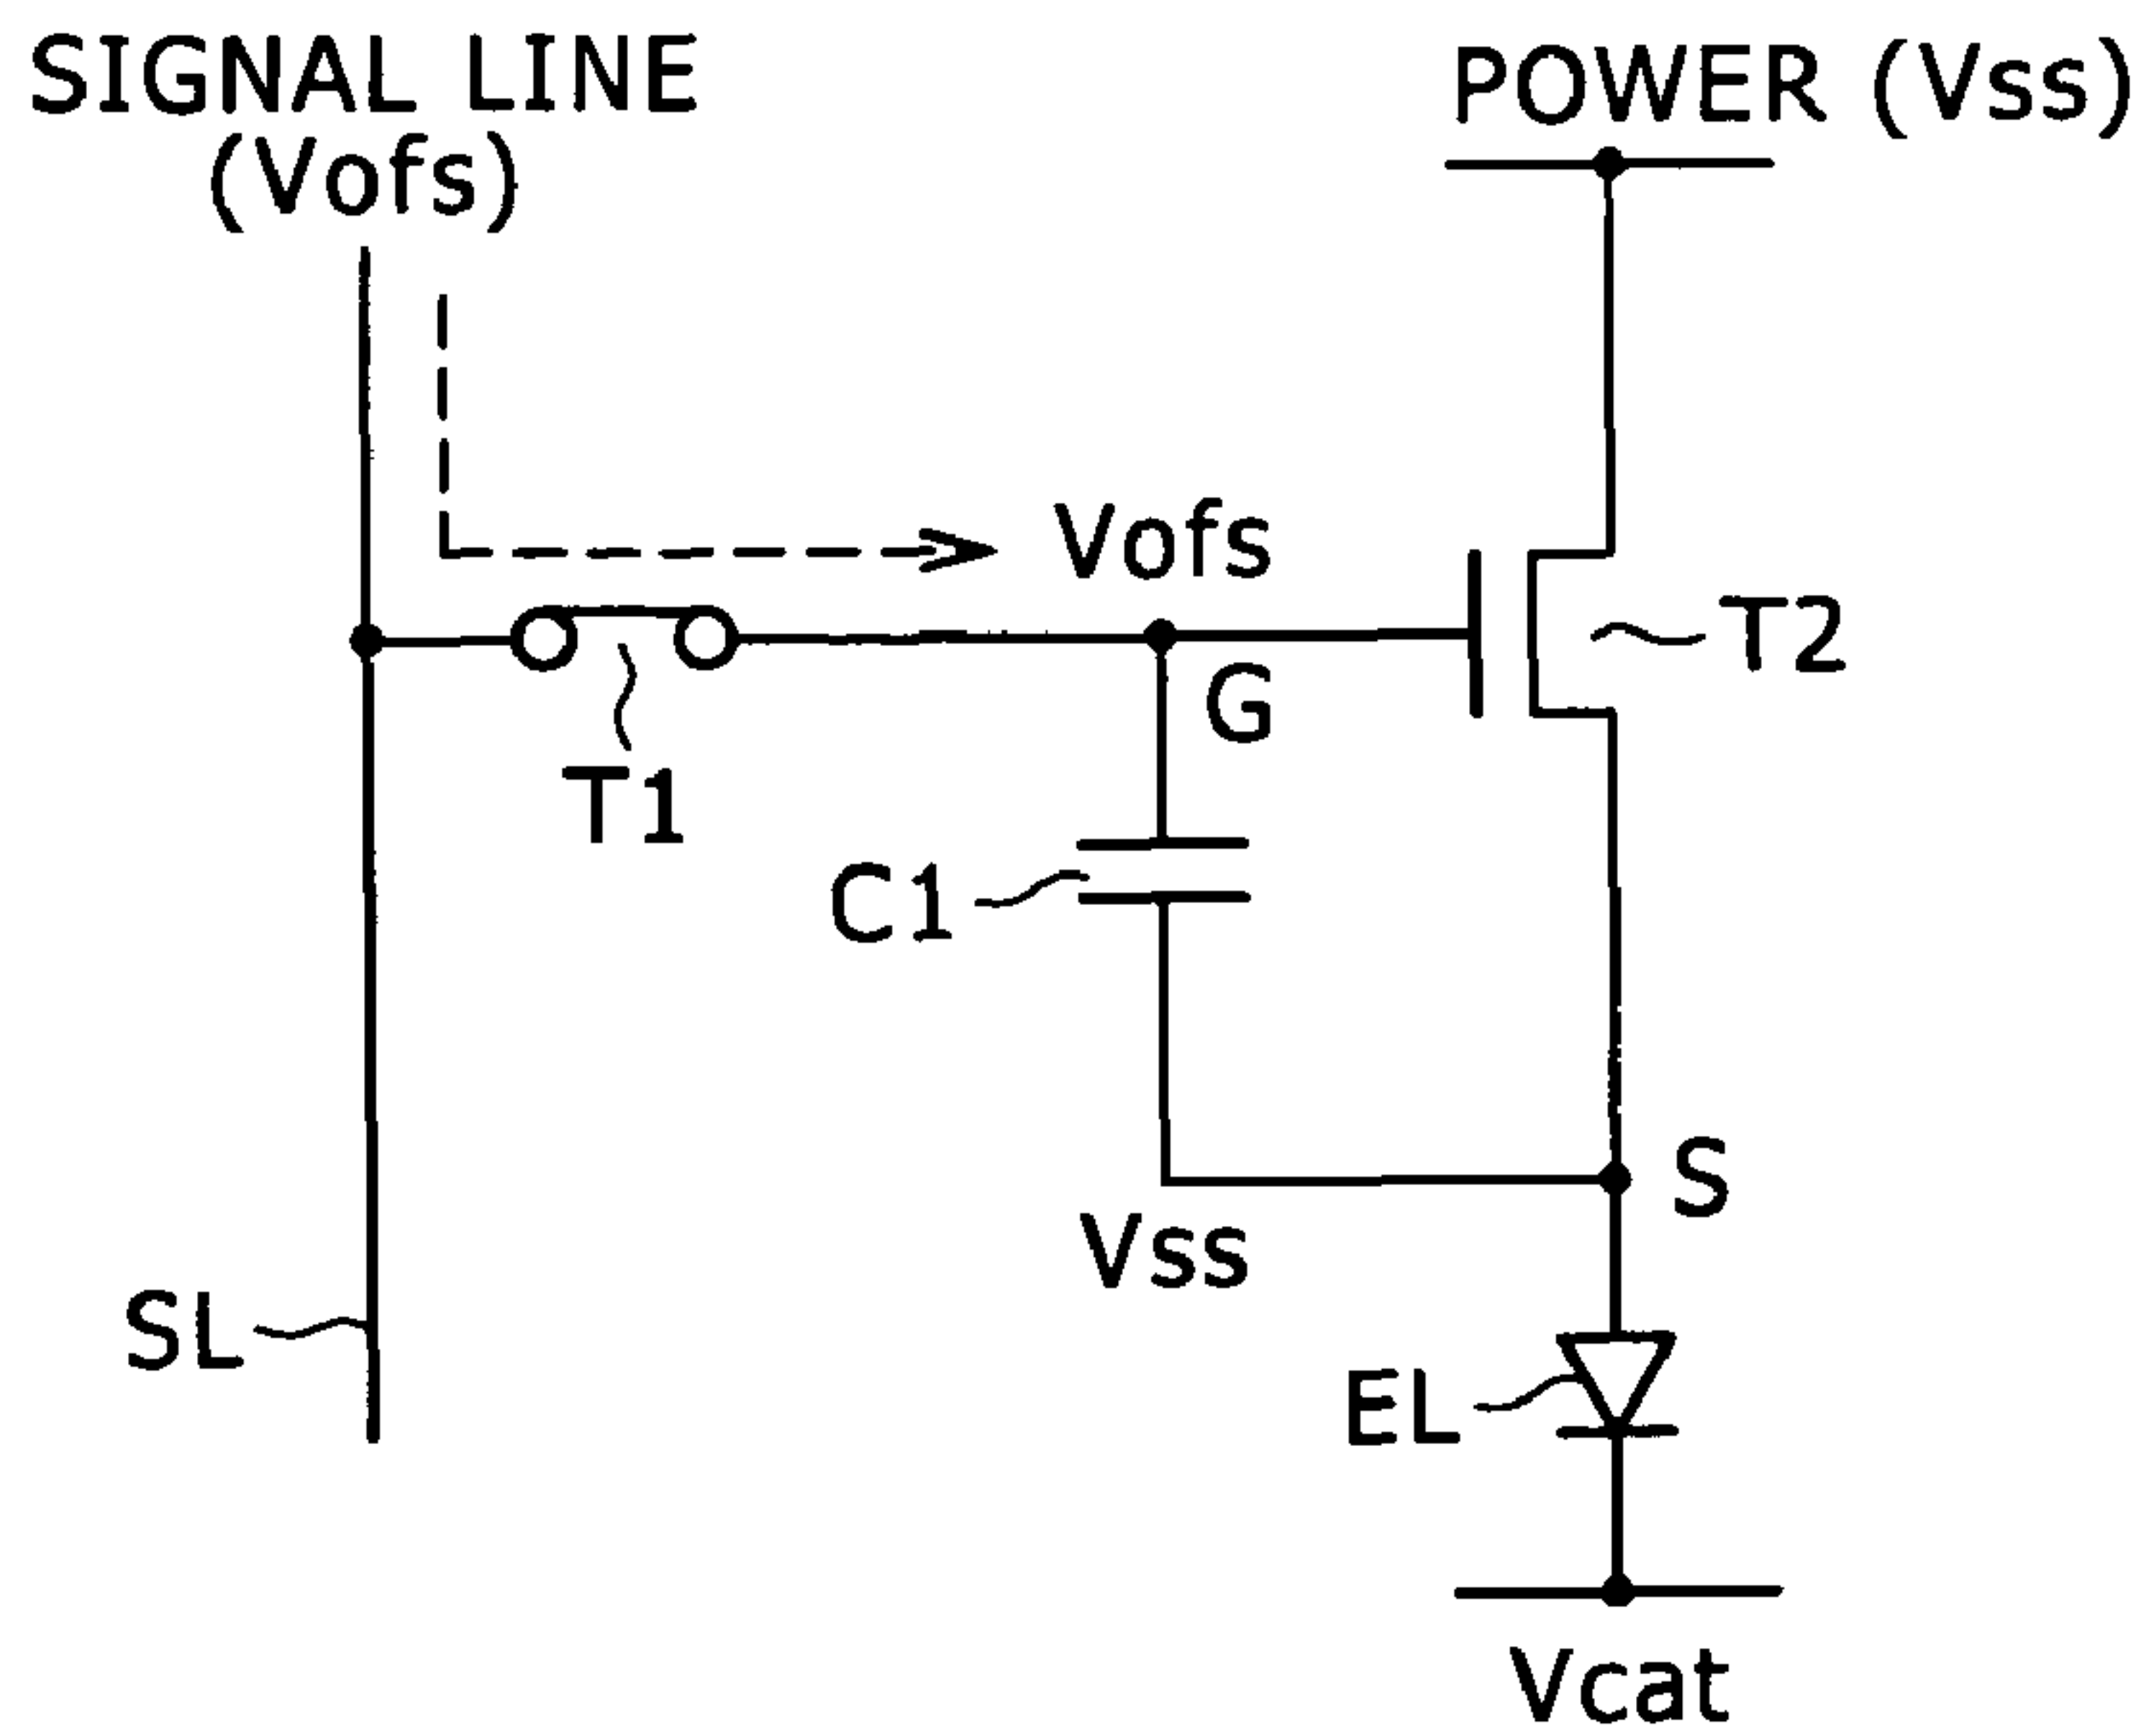 SIGNAL LINE
(Vofs)
POWER (Vss)
Vofs
T2
G
T1
C1
S
Vss
SL
EL
Vcat